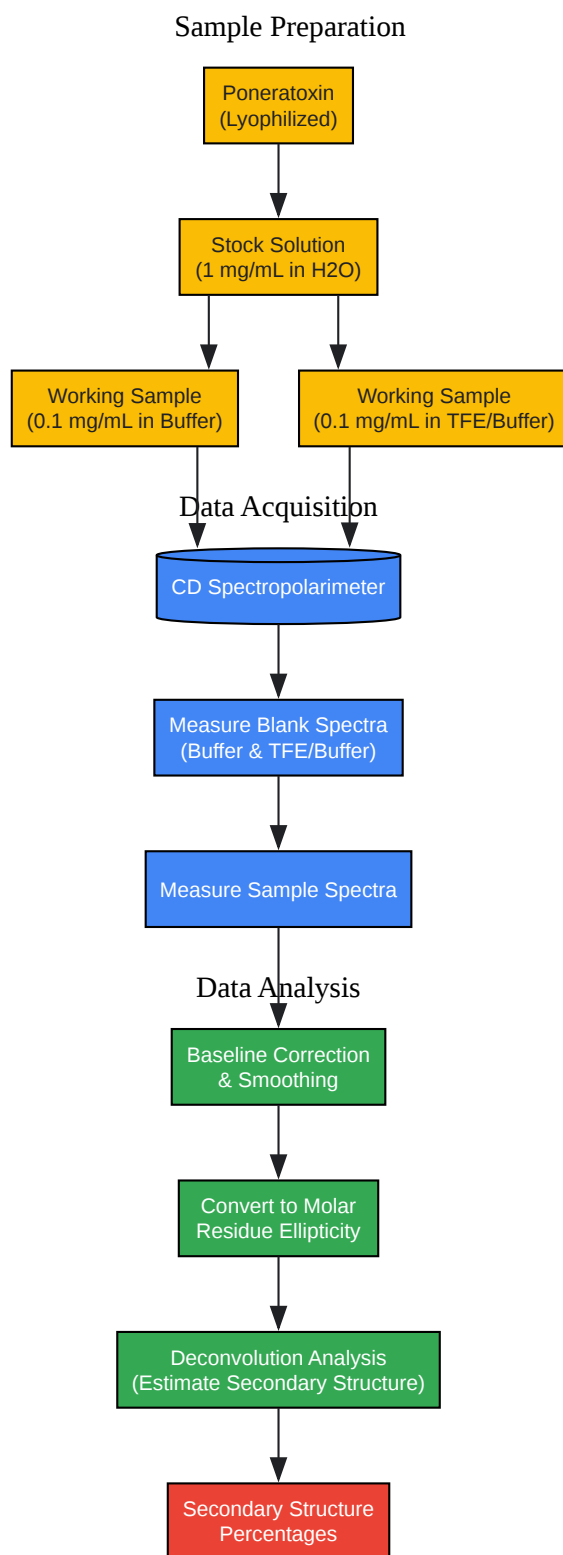 Sample Preparation
Poneratoxin
(Lyophilized)
Stock Solution
(1 mg/mL in H2O)
Working Sample
(0.1 mg/mL in Buffer)
Working Sample
(0.1 mg/mL in TFE/Buffer)
Data Acquisition
CD Spectropolarimeter
Measure Blank Spectra
(Buffer & TFE/Buffer)
Measure Sample Spectra
Data Analysis
Baseline Correction
& Smoothing
Convert to Molar
Residue Ellipticity
Deconvolution Analysis
(Estimate Secondary Structure)
Secondary Structure
Percentages